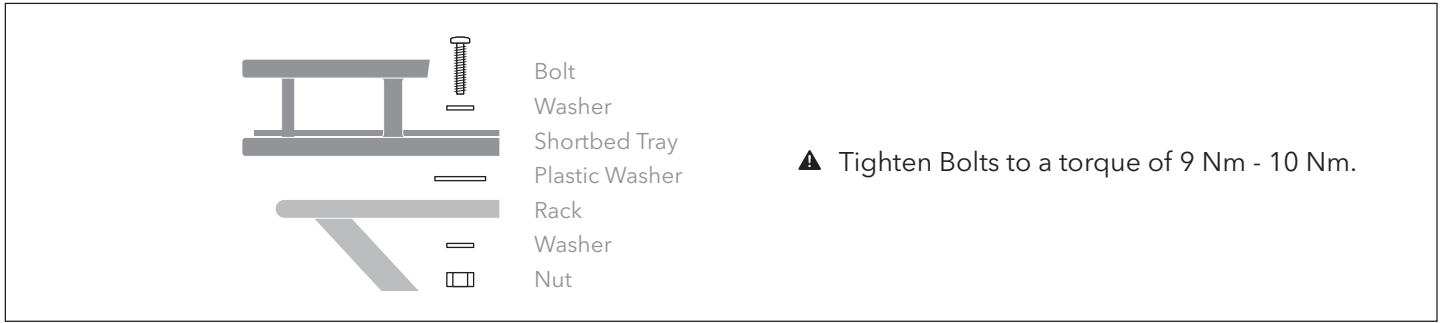 Bolt
Washer
Shortbed Tray
Plastic Washer
Rack
Washer
Nut
Tighten Bolts to a torque of 9 Nm - 10 Nm.